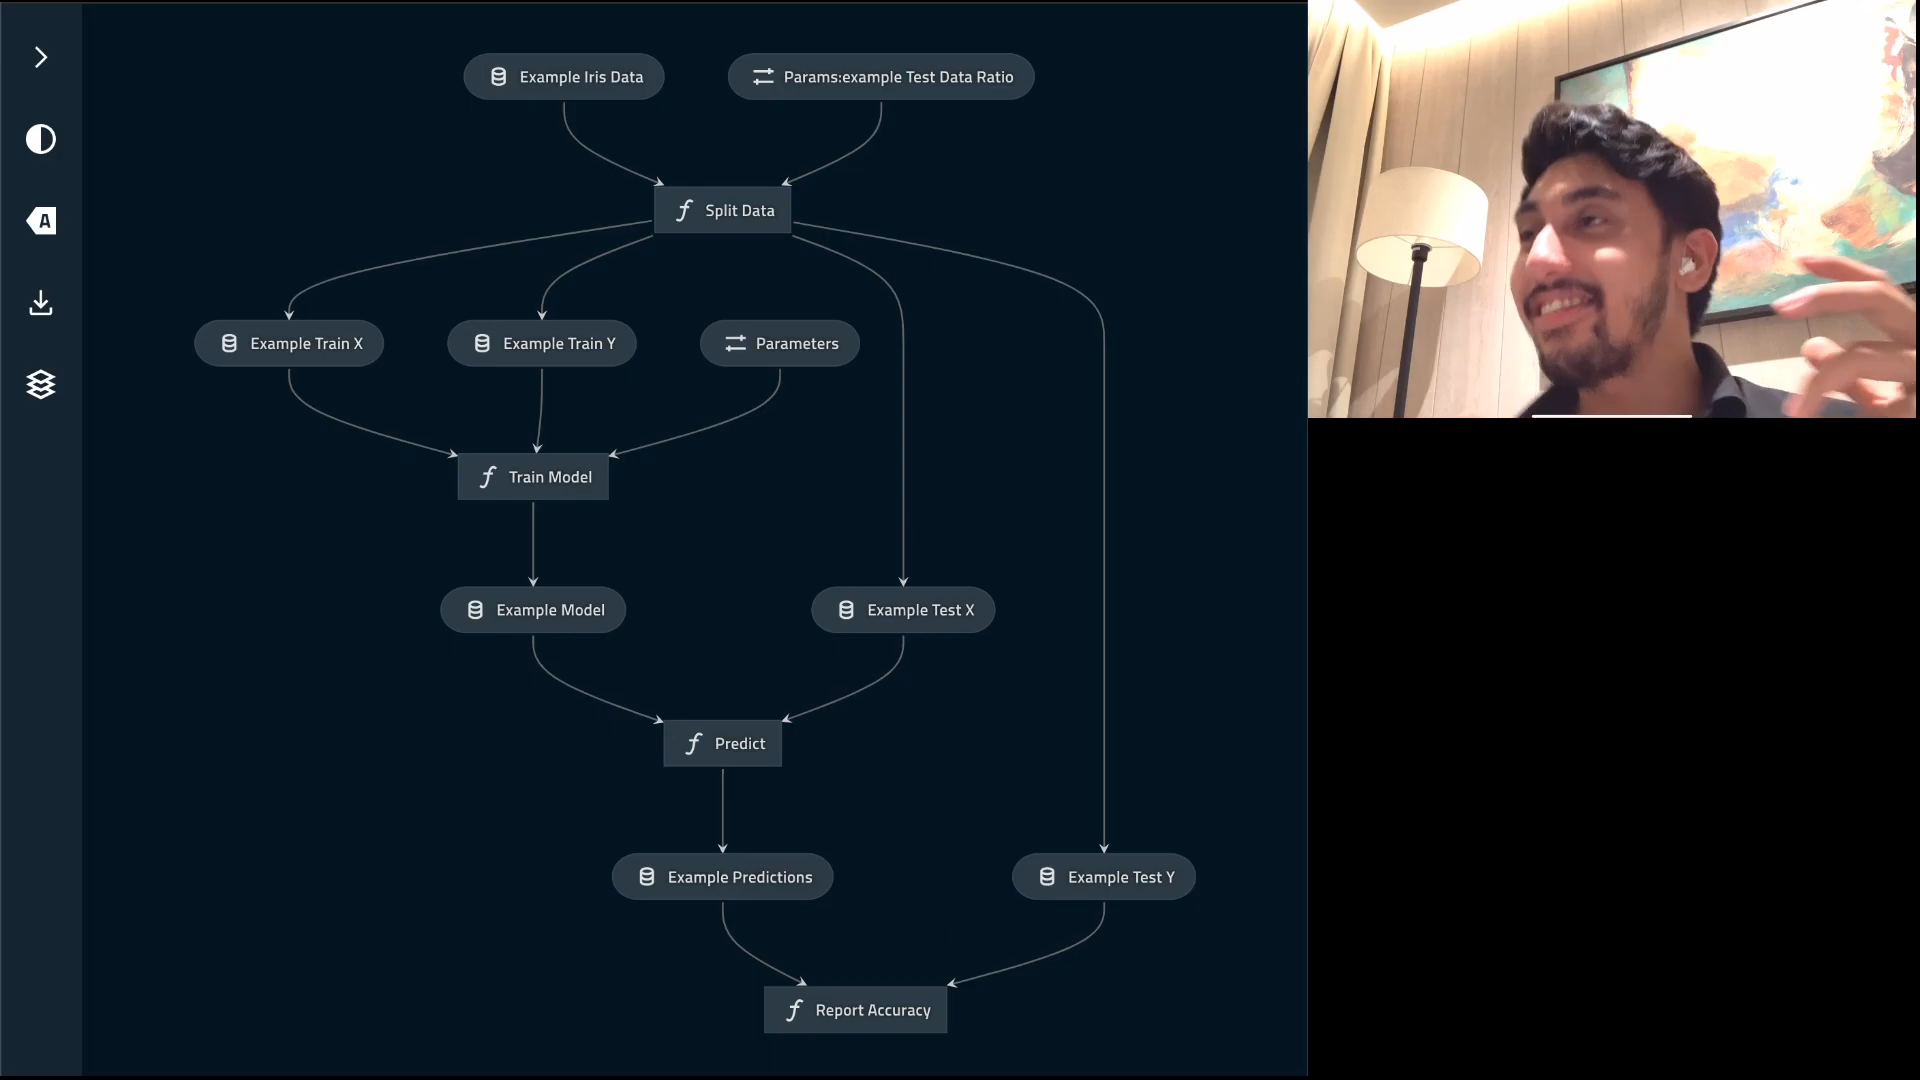 Example Iris Data
Params:example Test Data Ratio
Split Data
Example Train X
Example Train Y
Parameters
A
Train Model
Example Model
Example Test X
Predict
Example Predictions
Example Test Y
Report Accuracy